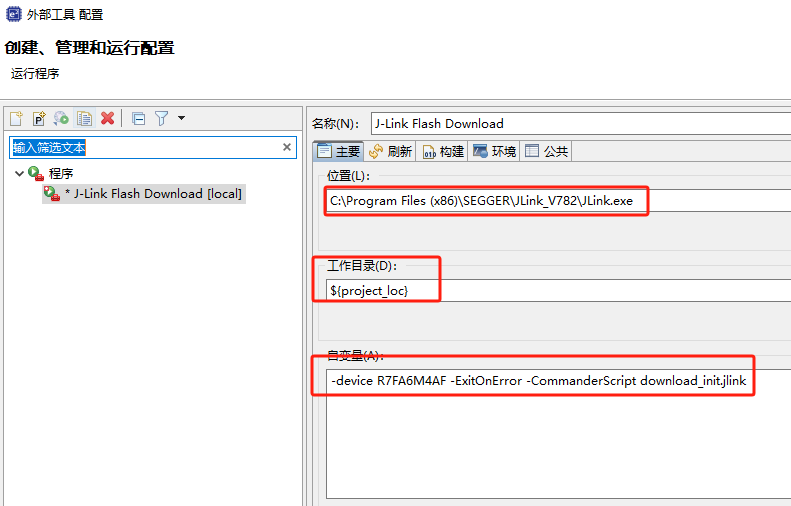 外部工具 配置
创建、管理和运行配置
运行程序
输入筛选文本
程序
* J-Link Flash Download [local]
名称(N): J-Link Flash Download
主要 刷新 构建 环境 公共
位置(L):
C:\Program Files (x86)\SEGGER\JLink_V782\JLink.exe
工作目录(D):
${project_loc}
自变量(A):
-device R7FA6M4AF -ExitOnError -CommanderScript download_init.jlink